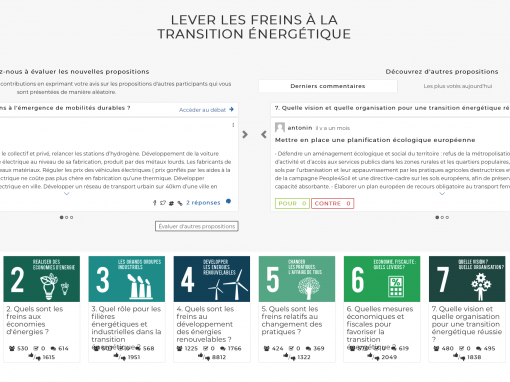 LEVER LES FREINS À LA
TRANSITION ÉNERGÉTIQUE
z-nous à évaluer les nouvelles propositions
contributions en exprimant votre avis sur les propositions d'autres participants qui vous
sont présentées de manière aléatoire.
ns à l'émergence de mobilités durables ?
Accéder au débat
le collectif et privé, relancer les stations d'hydrogène. Développement de la voiture
électrique au niveau de sa fabrication, produit par des métaux lourds. Les fabricants de
eaux matériaux. Réguler les prix des véhicules électriques ( prix gonflés par les aides à la
ctrique ne coûte pas plus chère en fabrication qu'une thermique. Développer
ectrique en ville. Développer un réseau de transport urbain sur 40km d'une ville en
2 réponses
Évaluer d'autres propositions
Découvrez d'autres propositions
Derniers commentaires
Les plus votés aujourd'hui
7. Quelle vision et quelle organisation pour une transition énergétique ré
antonin il y a un mois
Mettre en place une planification écologique européenne
- Défendre un aménagement écologique et social du territoire : refus de la métropolisation
d'activité et d'accès aux services publics dans les zones rurales et les quartiers populaires,
sols par l'urbanisation et leur appauvrissement par les pratiques agricoles destructrices et
de la campagne People4Soil et une directive-cadre sur les sols européens, afin de préserver
capacité absorbante. - Élaborer un plan européen de recours obligatoire au transport ferr
POUR 0 CONTRE 0
2 RÉALISER DES
ÉCONOMIES D'ÉNERGIE
2. Quels sont les
freins aux
économies
d'énergies ?
530 0 614
1615
3 LES GRANDS GROUPES
INDUSTRIELS
3. Quel rôle pour les
filières
énergétiques et
industrielles dans la
transition
568
1951
4 DÉVELOPPER
LES ÉNERGIES
RENOUVELABLES
4. Quels sont les
freins au
développement
des énergies
renouvelables ?
1225 0 1766
8812
5 CHANGER
LES PRATIQUES :
L'AFFAIRE DE TOUS
5. Quels sont les
freins relatifs
changement des
pratiques ?
424 0 369
1322
6 ÉCONOMIE, FISCALITÉ :
QUELS LEVIERS ?
6. Quelles mesures
économiques et
fiscales pour
favoriser la
transition
619
2049
7 QUELLE VISION ?
QUELLE ORGANISATION ?
7. Quelle vision et
quelle organisation
pour une transition
énergétique réussie
?
480 0 495
1838